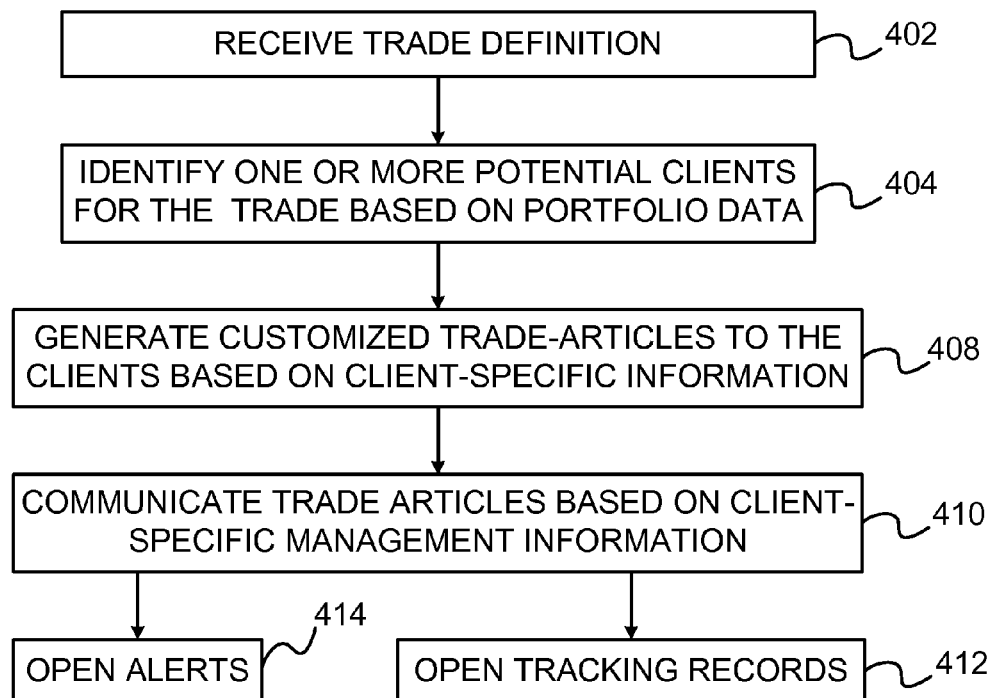 RECEIVE TRADE DEFINITION
402
IDENTIFY ONE OR MORE POTENTIAL CLIENTS
FOR THE TRADE BASED ON PORTFOLIO DATA
404
GENERATE CUSTOMIZED TRADE-ARTICLES TO THE
CLIENTS BASED ON CLIENT-SPECIFIC INFORMATION
408
COMMUNICATE TRADE ARTICLES BASED ON CLIENT-
SPECIFIC MANAGEMENT INFORMATION
410
OPEN ALERTS
414
OPEN TRACKING RECORDS
412